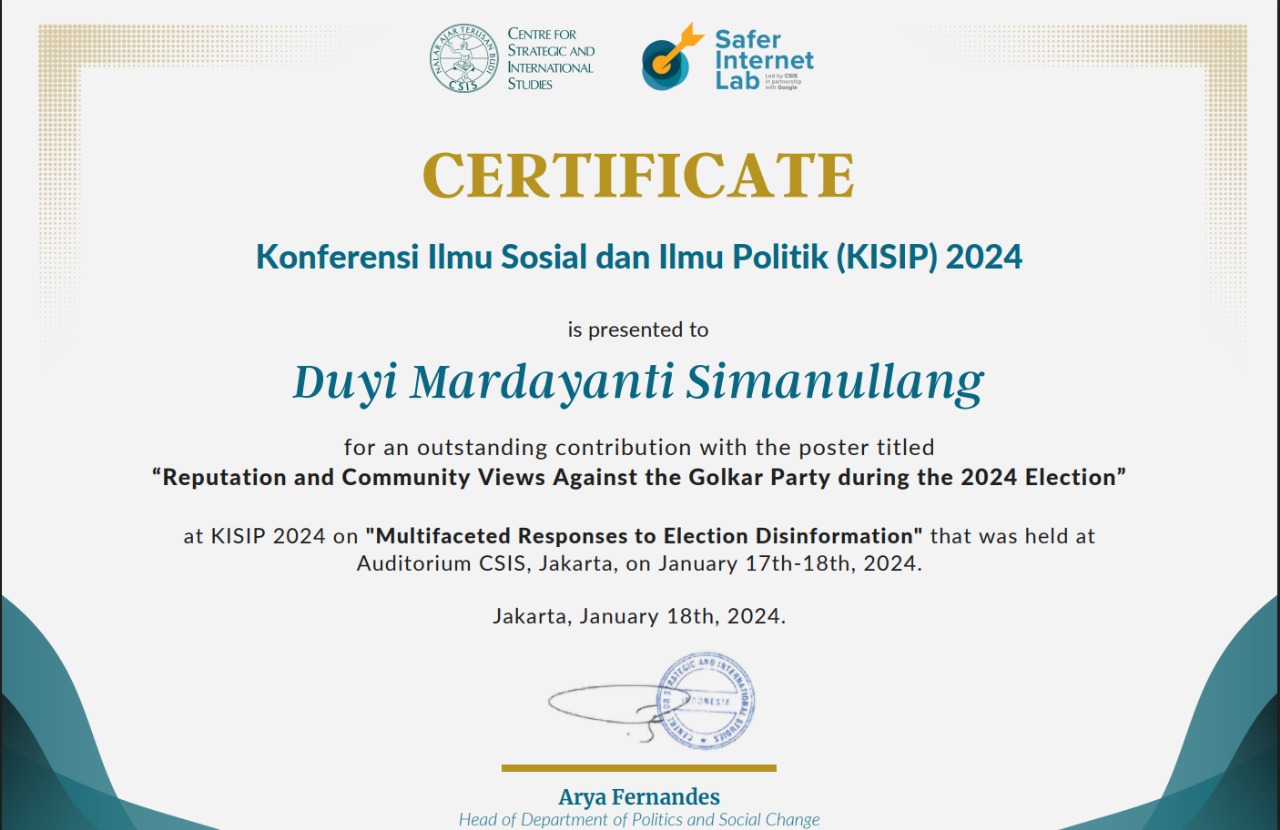 NALAR AJAR TERUSAN BUDI
CSIS
CENTRE FOR
STRATEGIC AND
INTERNATIONAL
STUDIES
Safer
Internet
Lab
Led by CSIS
in partnership
with Google
CERTIFICATE
Konferensi Ilmu Sosial dan Ilmu Politik (KISIP) 2024
is presented to
Duyi Mardayanti Simanullang
for an outstanding contribution with the poster titled
“Reputation and Community Views Against the Golkar Party during the 2024 Election”
at KISIP 2024 on "Multifaceted Responses to Election Disinformation" that was held at
Auditorium CSIS, Jakarta, on January 17th-18th, 2024.
Jakarta, January 18th, 2024.
CENTRE FOR STRATEGIC AND INTERNATIONAL STUDIES
INDONESIA
Arya Fernandes
Head of Department of Politics and Social Change